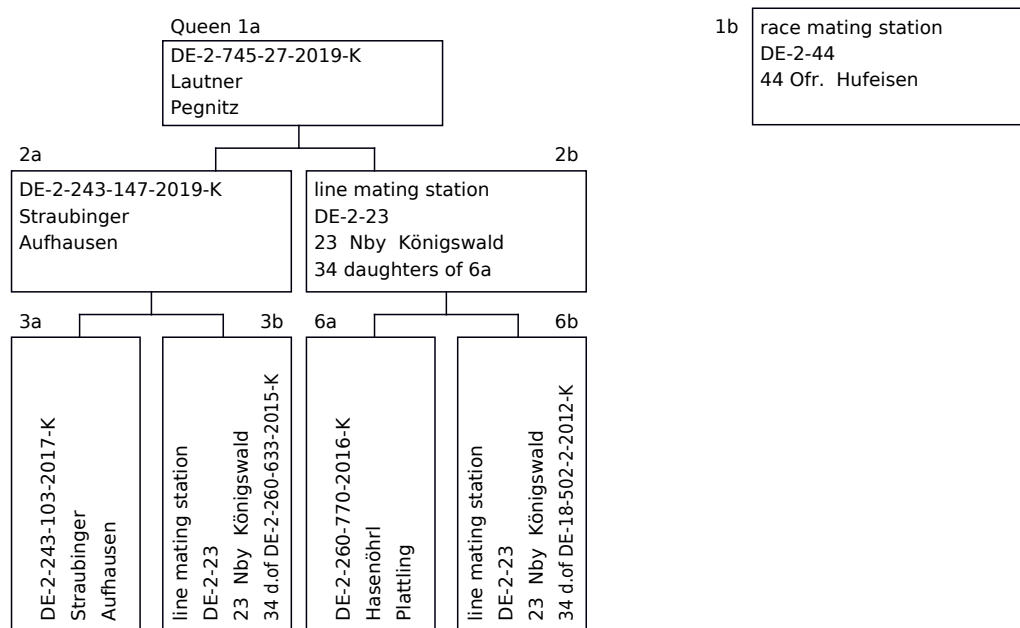 Queen 1a
DE-2-745-27-2019-K
Lautner
Pegnitz
1b
race mating station
DE-2-44
44 Ofr. Hufeisen
2a
DE-2-243-147-2019-K
Straubinger
Aufhausen
2b
line mating station
DE-2-23
23 Nby Königswald
34 daughters of 6a
3a
DE-2-243-103-2017-K
Straubinger
Aufhausen
3b
line mating station
DE-2-23
23 Nby Königswald
34 d.of DE-2-260-633-2015-K
6a
DE-2-260-770-2016-K
Hasenöhrl
Plattling
6b
line mating station
DE-2-23
23 Nby Königswald
34 d.of DE-18-502-2-2012-K